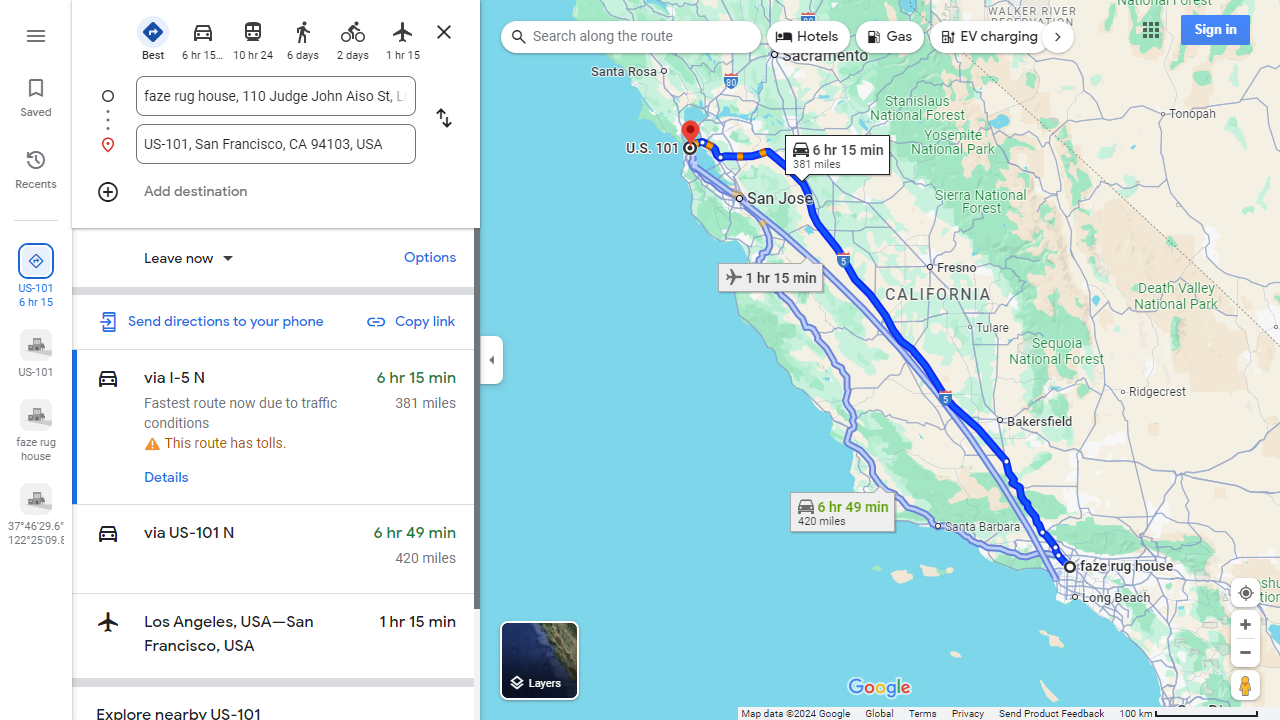 Saved
Recents
US-101
6 hr 15
US-101
faze rug
house
37°46'29.6"
Best
6 hr 15...
10 hr 24
6 days
2 days
1 hr 15
faze rug house, 110 Judge John Aiso St,
US-101, San Francisco, CA 94103, USA
Add destination
Leave now
Options
Send directions to your phone
Copy link
via I-5 N
6 hr 15 min
Fastest route now due to traffic
conditions
381 miles
This route has tolls.
Details
via US-101 N
6 hr 49 min
420 miles
Los Angeles, USA—San
Francisco, USA
1 hr 15 min
Explore nearby US-101
Search along the route
Hotels
Gas
EV charging
Sign in
WALKER RIVER
RESERVATION
National Forest
80
Sacramento
Santa Rosa
80
Stanislaus
National Forest
Tonopah
Yosemite
National Park
U.S. 101
6 hr 15 min
381 miles
San Jose
Sierra National
Forest
5
Fresno
1 hr 15 min
CALIFORNIA
Death Valley
National Park
Tulare
Sequoia
National Forest
Ridgecrest
5
Bakersfield
6 hr 49 min
420 miles
Santa Barbara
faze rug house
Long Beach
Layers
Google
Map data ©2024 Google
Global
Terms
Privacy
Send Product Feedback
100 km